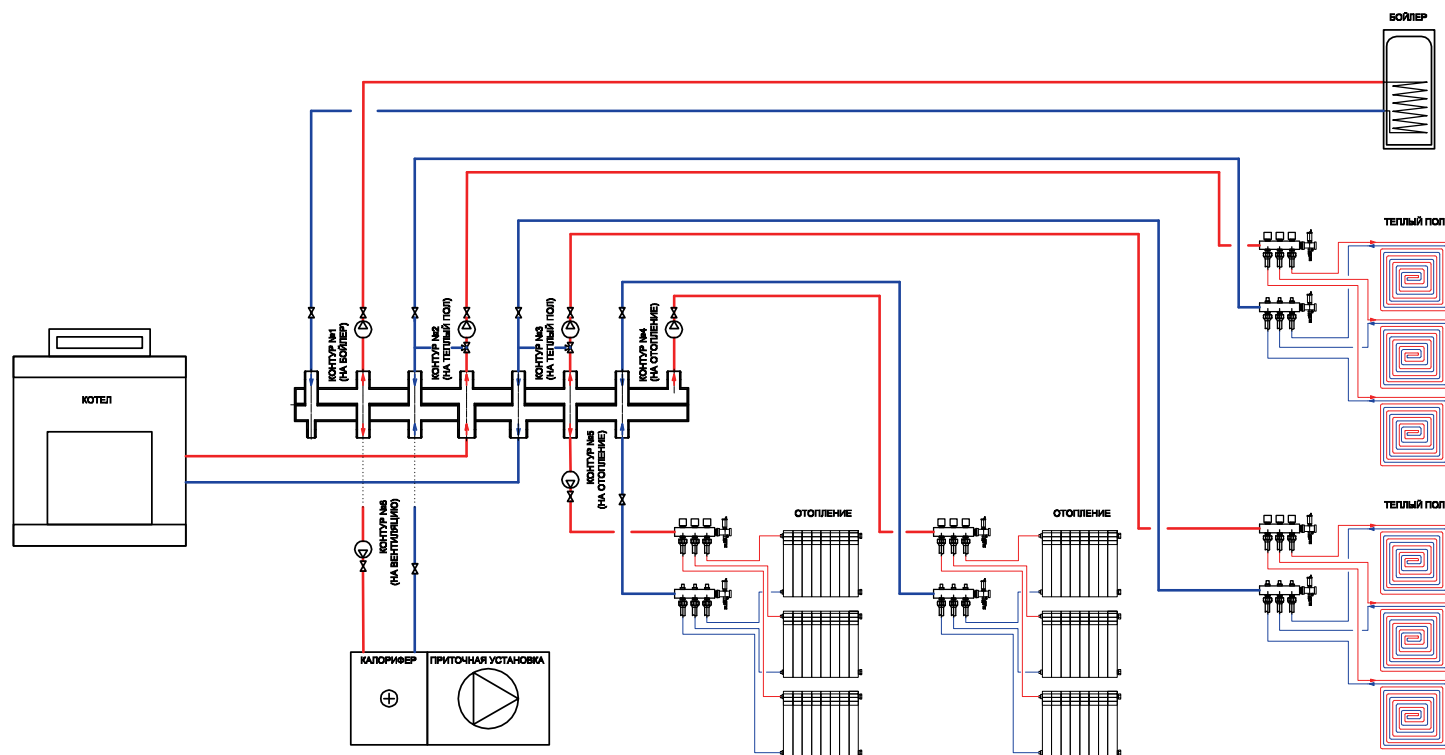 БОЙЛЕР
ТЕПЛЫЙ ПОЛ
КОНТУР №1
(НА БОЙЛЕР)
КОНТУР №2
(НА ТЕПЛЫЙ ПОЛ)
КОНТУР №3
(НА ТЕПЛЫЙ ПОЛ)
КОНТУР №4
(НА ОТОПЛЕНИЕ)
КОТЕЛ
КОНТУР №5
(НА ОТОПЛЕНИЕ)
КОНТУР №6
(НА ВЕНТИЛЯЦИЮ)
ОТОПЛЕНИЕ
ОТОПЛЕНИЕ
ТЕПЛЫЙ ПОЛ
КАЛОРИФЕР
ПРИТОЧНАЯ УСТАНОВКА